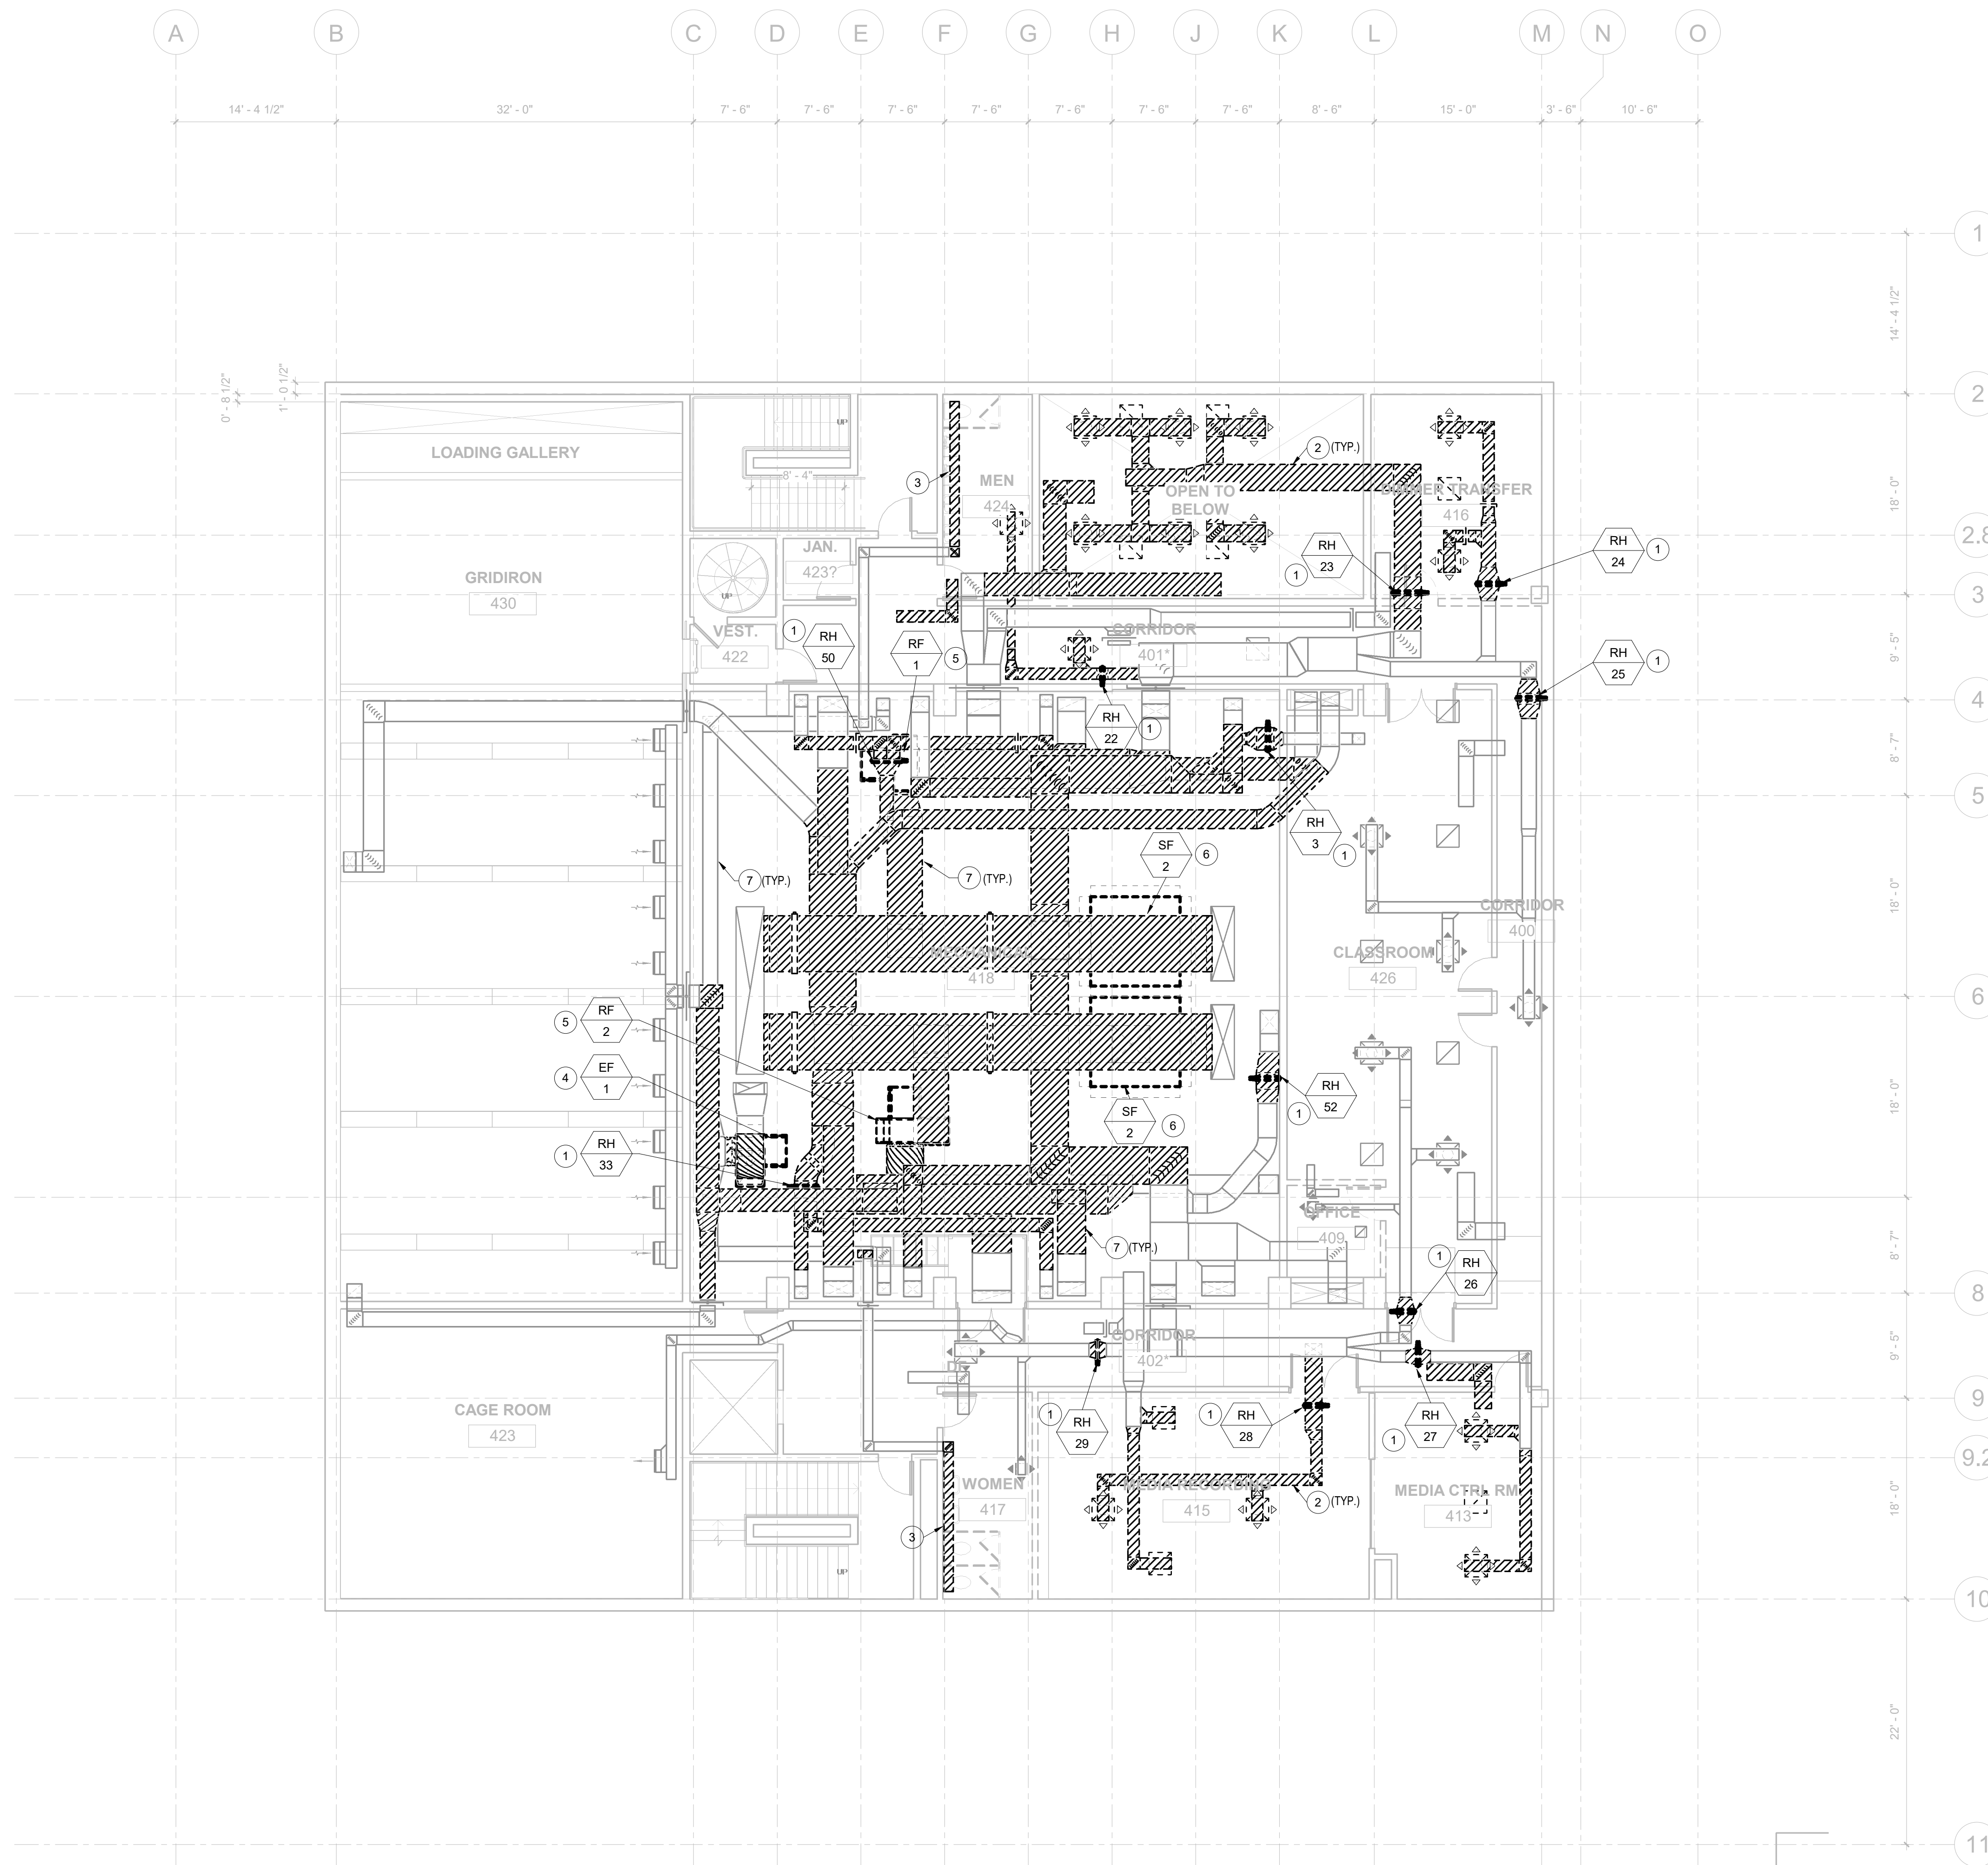 A B C D E F G H J K L M N O
14' - 4 1/2" 32' - 0" 7' - 6" 7' - 6" 7' - 6" 7' - 6" 7' - 6" 7' - 6" 7' - 6" 8' - 6" 15' - 0" 3' - 6" 10' - 6"
1
14' - 4 1/2"
2
0' - 8 1/2"
1' - 0 1/2"
UP
LOADING GALLERY
8' - 4"
2 (TYP.)
3
MEN
424
OPEN TO
BELOW
DIMMER TRANSFER
416
18' - 0"
2.8
RH
23
1
RH
24
1
JAN.
423?
GRIDIRON
430
UP
3
VEST.
422
1
RH
50
RF
1
5
CORRIDOR
401*
9' - 5"
RH
25
1
4
RH
22
1
8' - 7"
5
RH
3
1
SF
2
6
7 (TYP.)
7 (TYP.)
18' - 0"
CORRIDOR
400
MECHANICAL
418
CLASSROOM
426
6
5
RF
2
4
EF
1
1
RH
33
RH
52
1
SF
2
6
18' - 0"
OFFICE
409
7 (TYP.)
8' - 7"
1
RH
26
8
CORRIDOR
402*
9' - 5"
9
CAGE ROOM
423
1
RH
29
1
RH
28
RH
27
1
9.2
WOMEN
417
MEDIA RECORDING
415
2 (TYP.)
MEDIA CTRL RM
413
18' - 0"
3
UP
10
22' - 0"
11